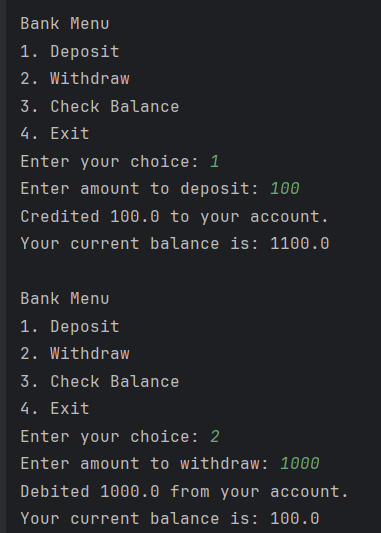 Bank Menu
1. Deposit
2. Withdraw
3. Check Balance
4. Exit
Enter your choice: 1
Enter amount to deposit: 100
Credited 100.0 to your account.
Your current balance is: 1100.0

Bank Menu
1. Deposit
2. Withdraw
3. Check Balance
4. Exit
Enter your choice: 2
Enter amount to withdraw: 1000
Debited 1000.0 from your account.
Your current balance is: 100.0